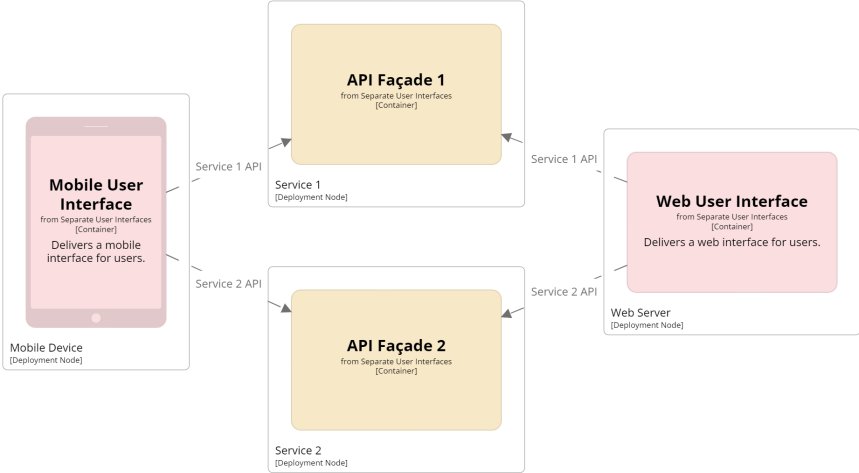 API Façade 1
from Separate User Interfaces
[Container]
Service 1
[Deployment Node]
Mobile User
Interface
from Separate User Interfaces
[Container]
Delivers a mobile
interface for users.
Mobile Device
[Deployment Node]
Service 1 API
Service 2 API
Service 1 API
Service 2 API
Web User Interface
from Separate User Interfaces
[Container]
Delivers a web interface for users.
Web Server
[Deployment Node]
API Façade 2
from Separate User Interfaces
[Container]
Service 2
[Deployment Node]